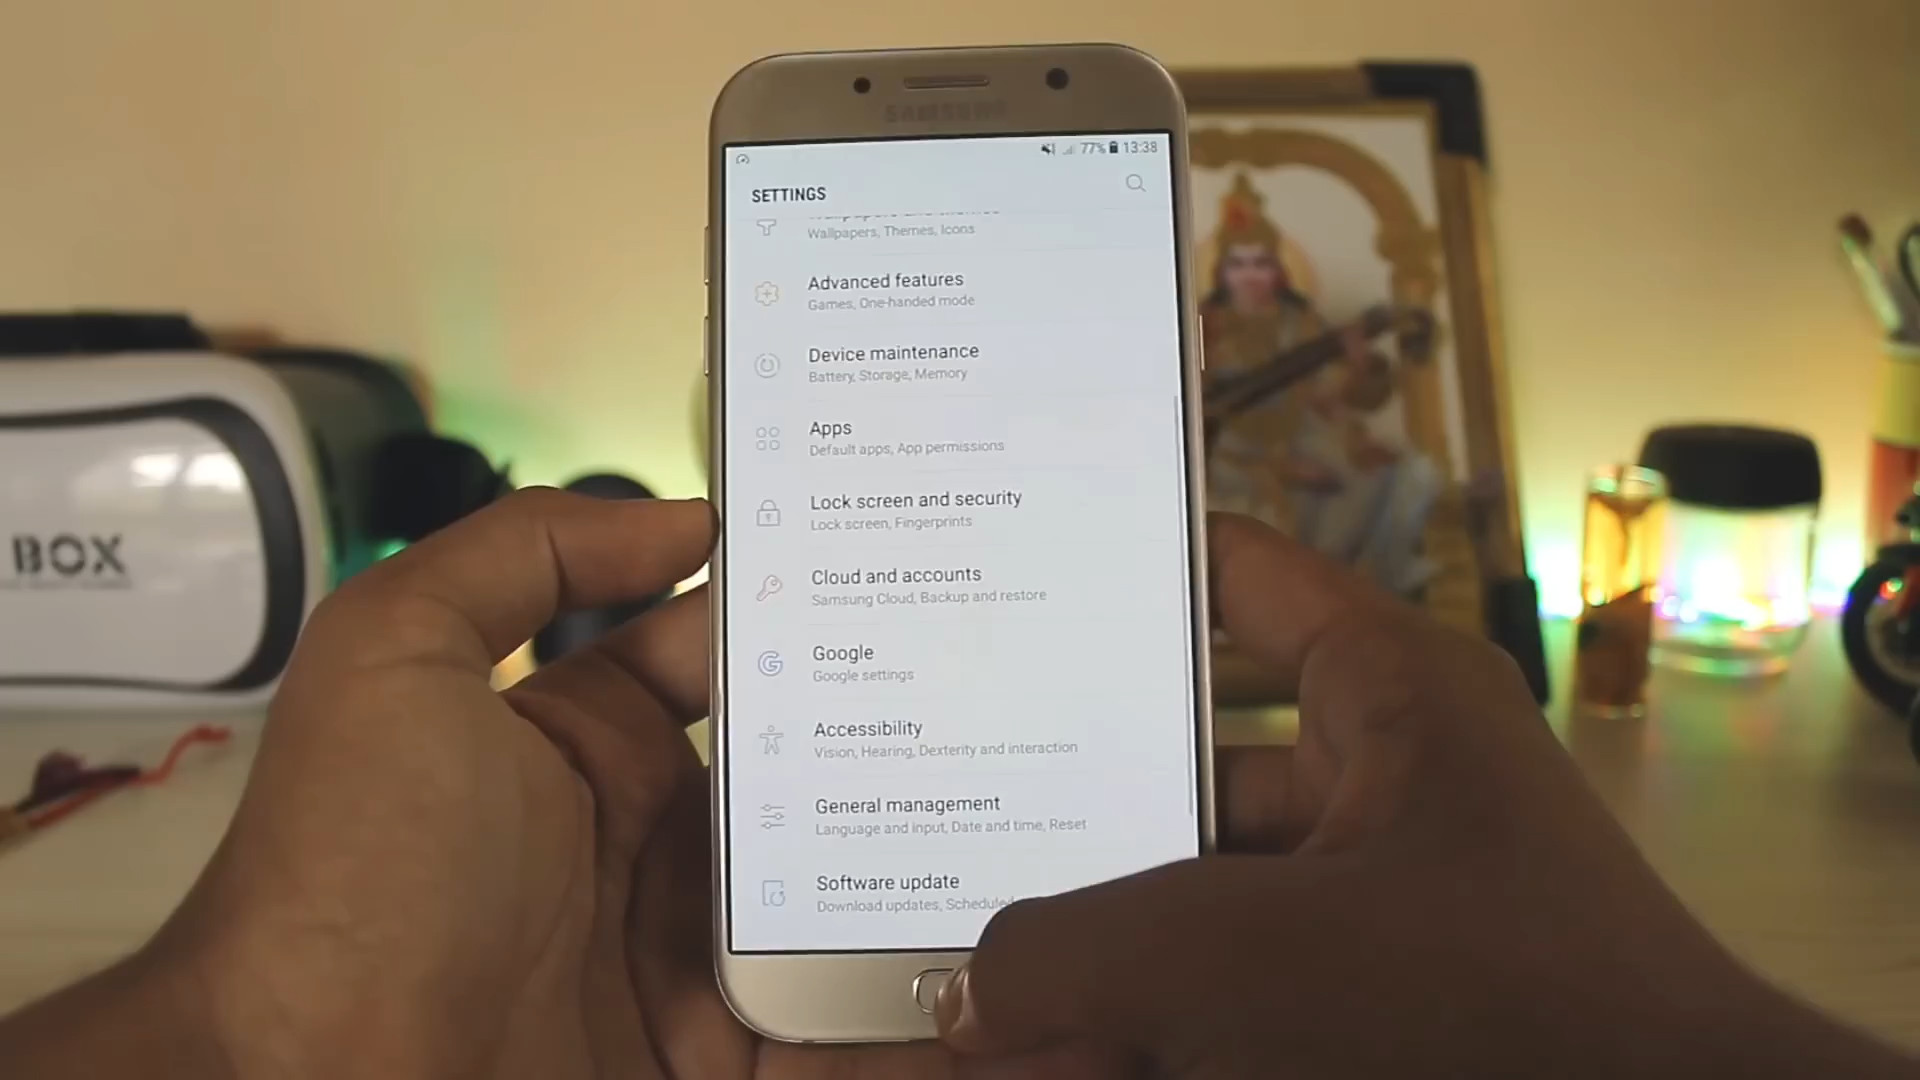 SAMSUNG
77% 13:38
SETTINGS
Wallpapers, Themes, Icons
Advanced features
Games, One-handed mode
Device maintenance
Battery, Storage, Memory
Apps
Default apps, App permissions
Lock screen and security
Lock screen, Fingerprints
Cloud and accounts
Samsung Cloud, Backup and restore
Google
Google settings
Accessibility
Vision, Hearing, Dexterity and interaction
General management
Language and input, Date and time, Reset
Software update
Download updates, Scheduled
BOX